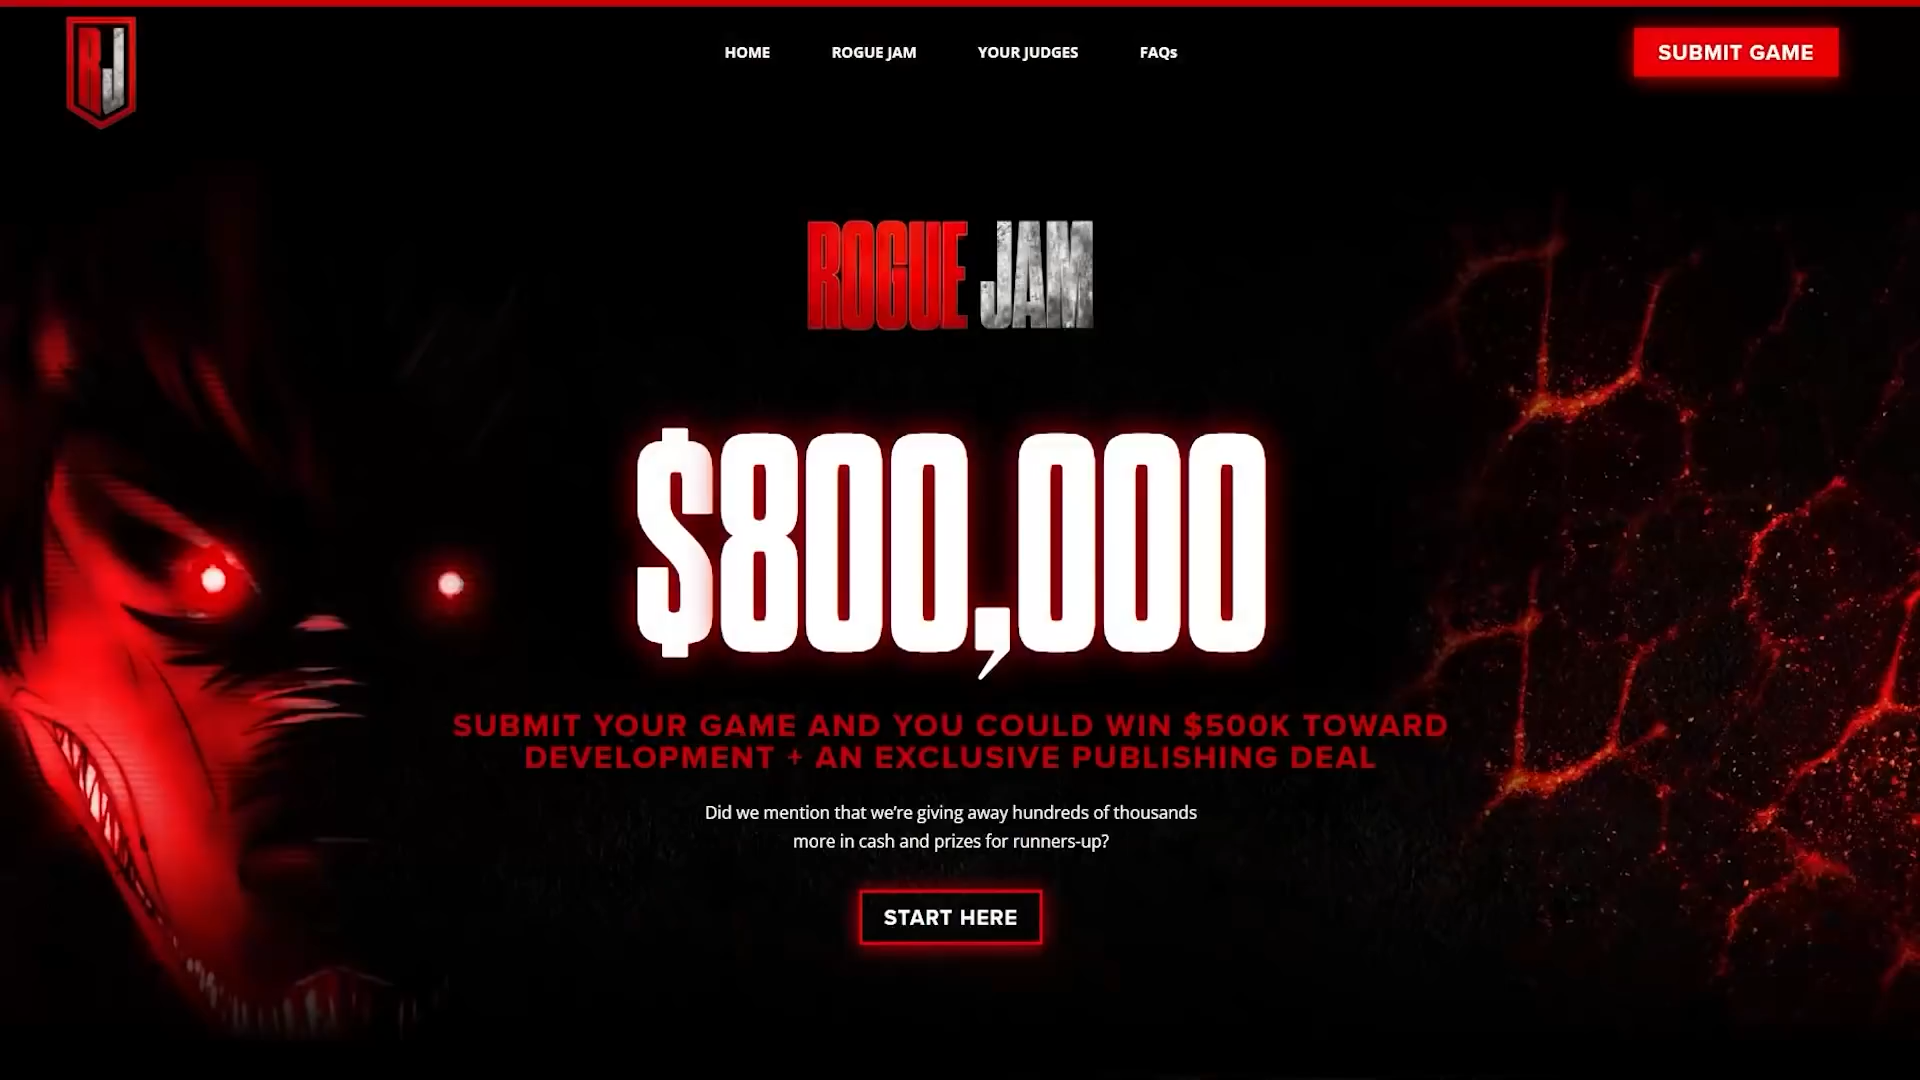 RJ
HOME
ROGUE JAM
YOUR JUDGES
FAQs
SUBMIT GAME
ROGUE JAM
$800,000
SUBMIT YOUR GAME AND YOU COULD WIN $500K TOWARD
DEVELOPMENT + AN EXCLUSIVE PUBLISHING DEAL
Did we mention that we’re giving away hundreds of thousands
more in cash and prizes for runners-up?
START HERE